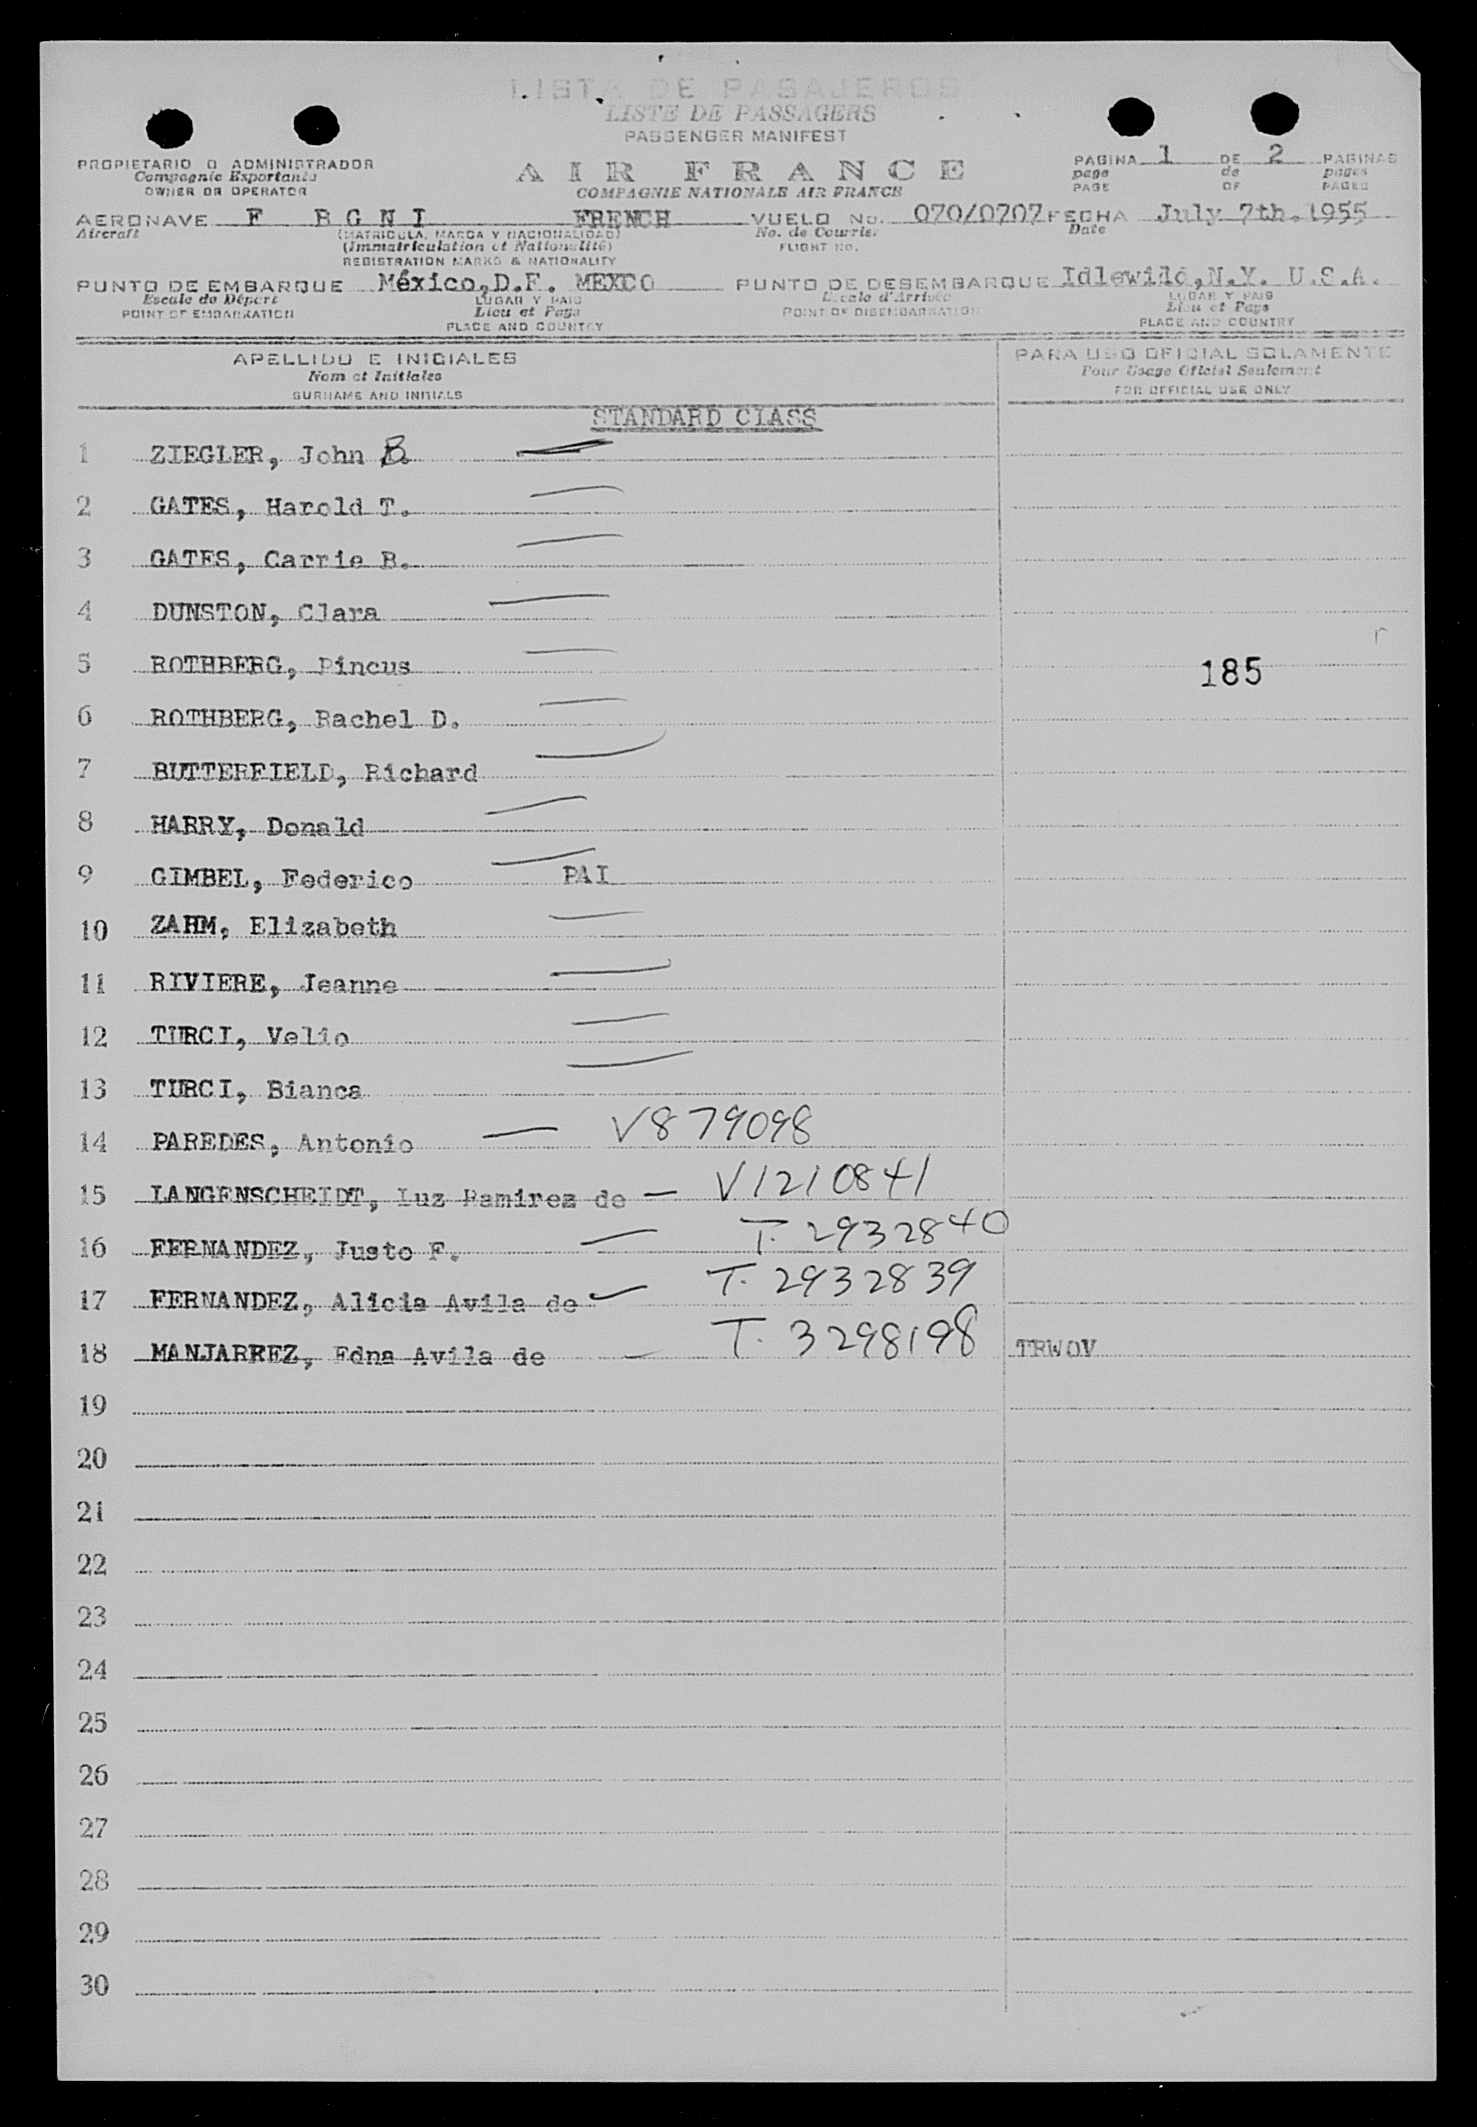 LISTA DE PASAJEROS
LISTE DE PASSAGERS
PASSENGER MANIFEST
PROPIETARIO O ADMINISTRADOR
Compagnie Exportante
OWNER OR OPERATOR
AIR FRANCE
COMPAGNIE NATIONALE AIR FRANCE
PAGINA 1 DE 2 PAGINAS
page de pages
PAGE OF PAGES
AERONAVE F BGNI FRENCH VUELO No. 070/0707 FECHA July 7th.1955
Aircraft (MATRICULA, MARCA Y NACIONALIDAD) No. de Courrier Date
(Immatriculation et Nationalité) FLIGHT No.
REGISTRATION MARKS & NATIONALITY
PUNTO DE EMBARQUE México,D.F. MEXCO PUNTO DE DESEMBARQUE Idlewild,N.Y. U.S.A.
Escale de Départ LUGAR Y PAIS Escale d'Arrivée LUGAR Y PAIS
POINT OF EMBARKATION Lieu et Pays POINT OF DISEMBARKATION Lieu et Pays
PLACE AND COUNTRY PLACE AND COUNTRY
APELLIDO E INICIALES PARA USO OFICIAL SOLAMENTE
Nom et Initiales Pour Usage Oficiel Seulement
SURNAME AND INITIALS FOR OFFICIAL USE ONLY
STANDARD CLASS
1 ZIEGLER, John B.
2 GATES, Harold T.
3 GATES, Carrie B.
4 DUNSTON, Clara
5 ROTHBERG, Pincus 185
6 ROTHBERG, Rachel D.
7 BUTTERFIELD, Richard
8 HARRY, Donald
9 GIMBEL, Federico PAI
10 ZAHM, Elizabeth
11 RIVIERE, Jeanne
12 TURCI, Velio
13 TURCI, Bianca
14 PAREDES, Antonio — V879098
15 LANGENSCHEIDT, Luz Ramirez de — V1210841
16 FERNANDEZ, Justo F. — T. 2932840
17 FERNANDEZ, Alicia Avila de — T. 2932839
18 MANJARREZ, Edna Avila de — T. 3298198 TRWOV
19
20
21
22
23
24
25
26
27
28
29
30